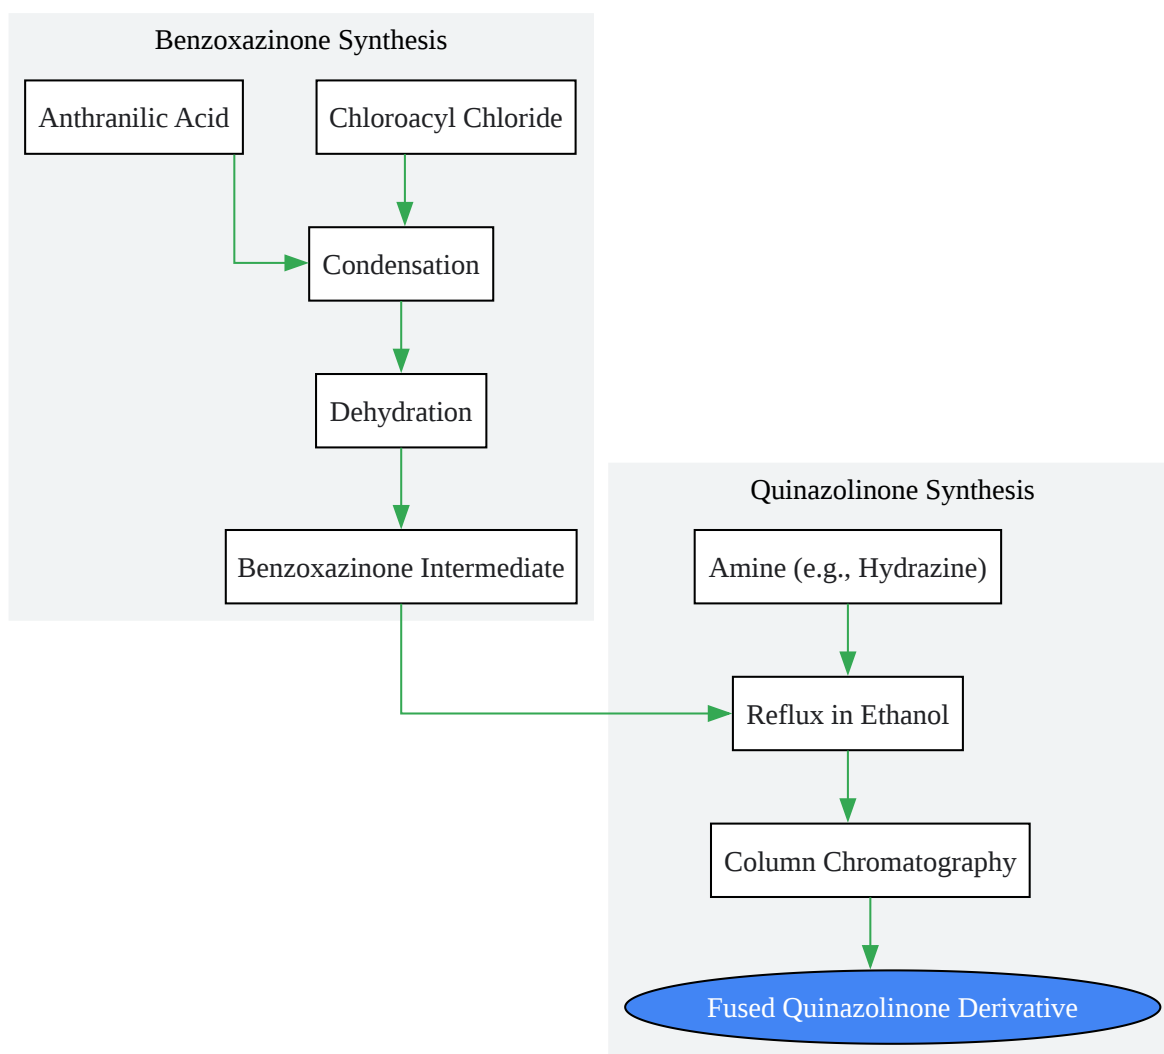 Benzoxazinone Synthesis
Anthranilic Acid
Chloroacyl Chloride
Condensation
Dehydration
Benzoxazinone Intermediate
Quinazolinone Synthesis
Amine (e.g., Hydrazine)
Reflux in Ethanol
Column Chromatography
Fused Quinazolinone Derivative